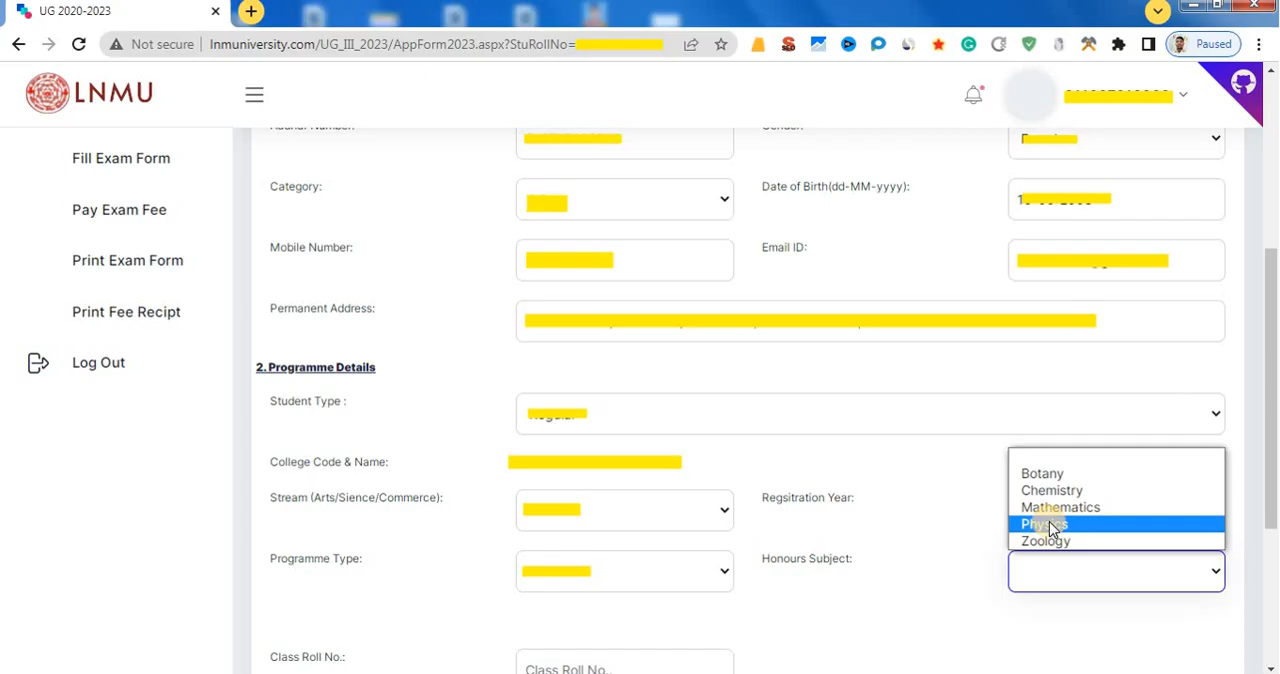 UG 2020-2023
Not secure
lnmuniversity.com/UG_III_2023/AppForm2023.aspx?StuRollNo=
Paused
LNMU
Fill Exam Form
Pay Exam Fee
Print Exam Form
Print Fee Recipt
Log Out
Category:
Date of Birth(dd-MM-yyyy):
Mobile Number:
Email ID:
Permanent Address:
2. Programme Details
Student Type :
College Code & Name:
Stream (Arts/Sience/Commerce):
Regsitration Year:
Botany
Chemistry
Mathematics
Physics
Zoology
Programme Type:
Honours Subject:
Class Roll No.:
Class Roll No..